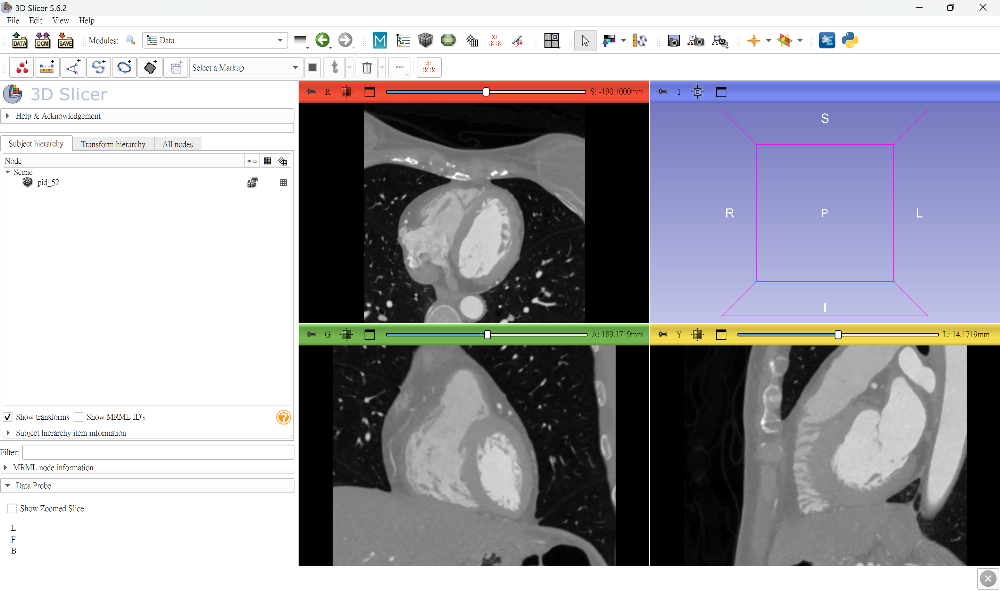 3D Slicer 5.6.2
File Edit View Help
DATA DCM SAVE Modules: Data M
Select a Markup
3D Slicer
Help & Acknowledgement
Subject hierarchy Transform hierarchy All nodes
Node
Scene
pid_52
Show transforms Show MRML ID's
Subject hierarchy item information
Filter:
MRML node information
Data Probe
Show Zoomed Slice
L
F
B
R S: -190.1000mm
1
S
R P L
I
G A: 189.1719mm
Y L: 14.1719mm